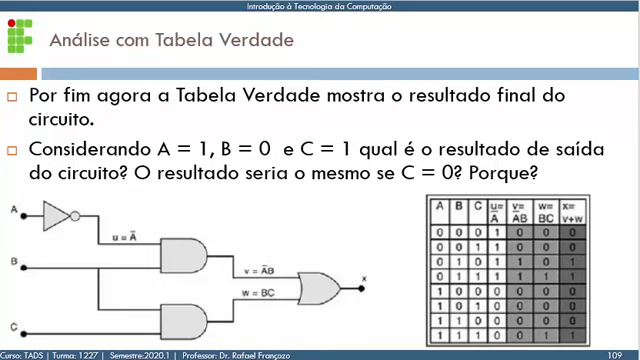 Introdução à Tecnologia da Computação
Análise com Tabela Verdade
Por fim agora a Tabela Verdade mostra o resultado final do
circuito.
Considerando A = 1, B = 0 e C = 1 qual é o resultado de saída
do circuito? O resultado seria o mesmo se C = 0? Porque?
A
u = A̅
B
v = A̅B
w = BC
x
C
A B C u= A̅ v= A̅B w= BC x= v+w
0 0 0 1 0 0 0
0 0 1 1 0 0 0
0 1 0 1 1 0 1
0 1 1 1 1 1 1
1 0 0 0 0 0 0
1 0 1 0 0 0 0
1 1 0 0 0 0 0
1 1 1 0 0 1 1
Curso: TADS | Turma: 1227 | Semestre:2020.1 | Professor: Dr. Rafael Françozo
109